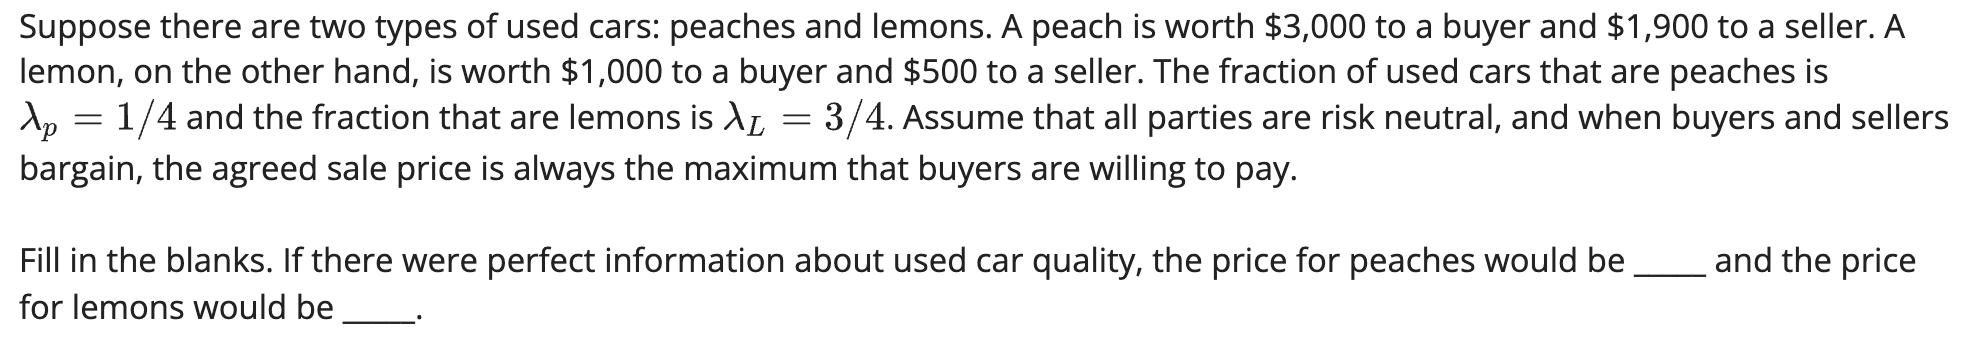 Suppose there are two types of used cars: peaches and lemons. A peach is worth $3,000 to a buyer and $1,900 to a seller. A
lemon, on the other hand, is worth $1,000 to a buyer and $500 to a seller. The fraction of used cars that are peaches is
λ_p = 1/4 and the fraction that are lemons is λ_L = 3/4. Assume that all parties are risk neutral, and when buyers and sellers
bargain, the agreed sale price is always the maximum that buyers are willing to pay.
Fill in the blanks. If there were perfect information about used car quality, the price for peaches would be ____ and the price
for lemons would be ____.